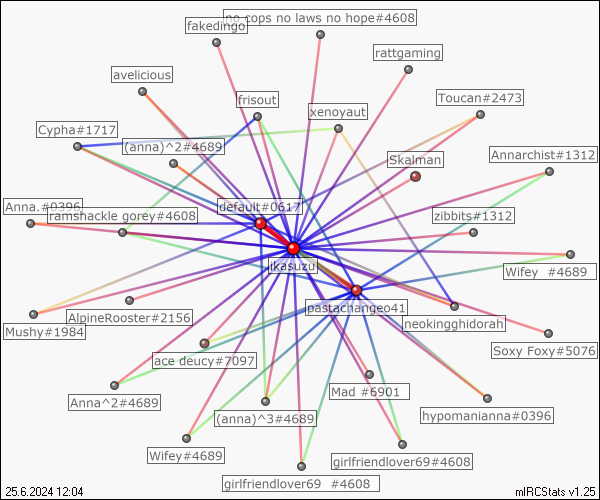 no cops no laws no hope#4608
fakedingo
rattgaming
avelicious
frisout
Toucan#2473
xenoyaut
Cypha#1717
(anna)^2#4689
Annarchist#1312
Skalman
Anna.#0396
ramshackle gorey#4608
default#0617
zibbits#1312
ikasuzu
Wifey #4689
pastachangeo41
AlpineRooster#2156
neokingghidorah
Mushy#1984
Soxy Foxy#5076
ace deucy#7097
Mad #6901
Anna^2#4689
(anna)^3#4689
hypomanianna#0396
Wifey#4689
girlfriendlover69#4608
girlfriendlover69 #4608
25.6.2024 12:04
mIRCStats v1.25